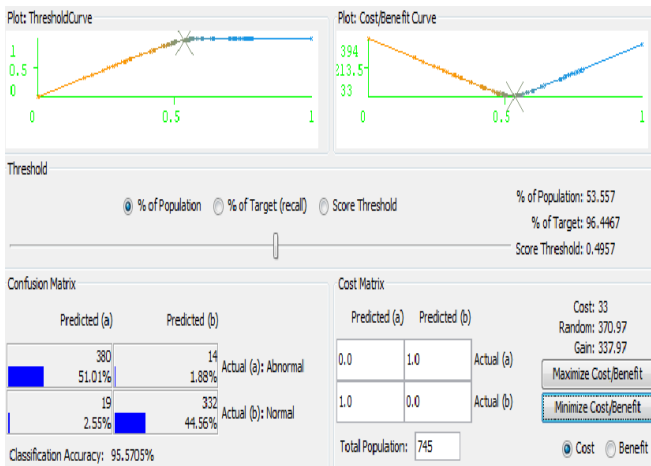 Plot: ThresholdCurve
1
0.5
0
0
0.5
1
Plot: Cost/Benefit Curve
394
213.5
33
0
0.5
1
Threshold
% of Population
% of Target (recall)
Score Threshold
% of Population: 53.557
% of Target: 96.4467
Score Threshold: 0.4957
Confusion Matrix
Predicted (a) Predicted (b)
380 14
51.01% 1.88% Actual (a): Abnormal
19 332
2.55% 44.56% Actual (b): Normal
Classification Accuracy: 95.5705%
Cost Matrix
Predicted (a) Predicted (b)
0.0 1.0 Actual (a)
1.0 0.0 Actual (b)
Total Population: 745
Cost: 33
Random: 370.97
Gain: 337.97
Maximize Cost/Benefit
Minimize Cost/Benefit
Cost Benefit